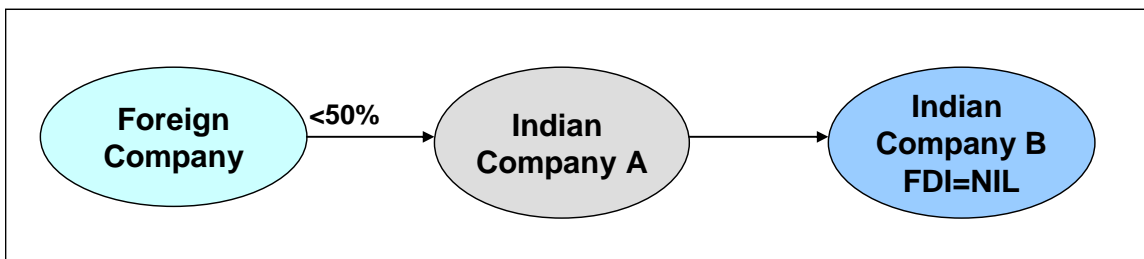 Foreign
Company
<50%
Indian
Company A
Indian
Company B
FDI=NIL